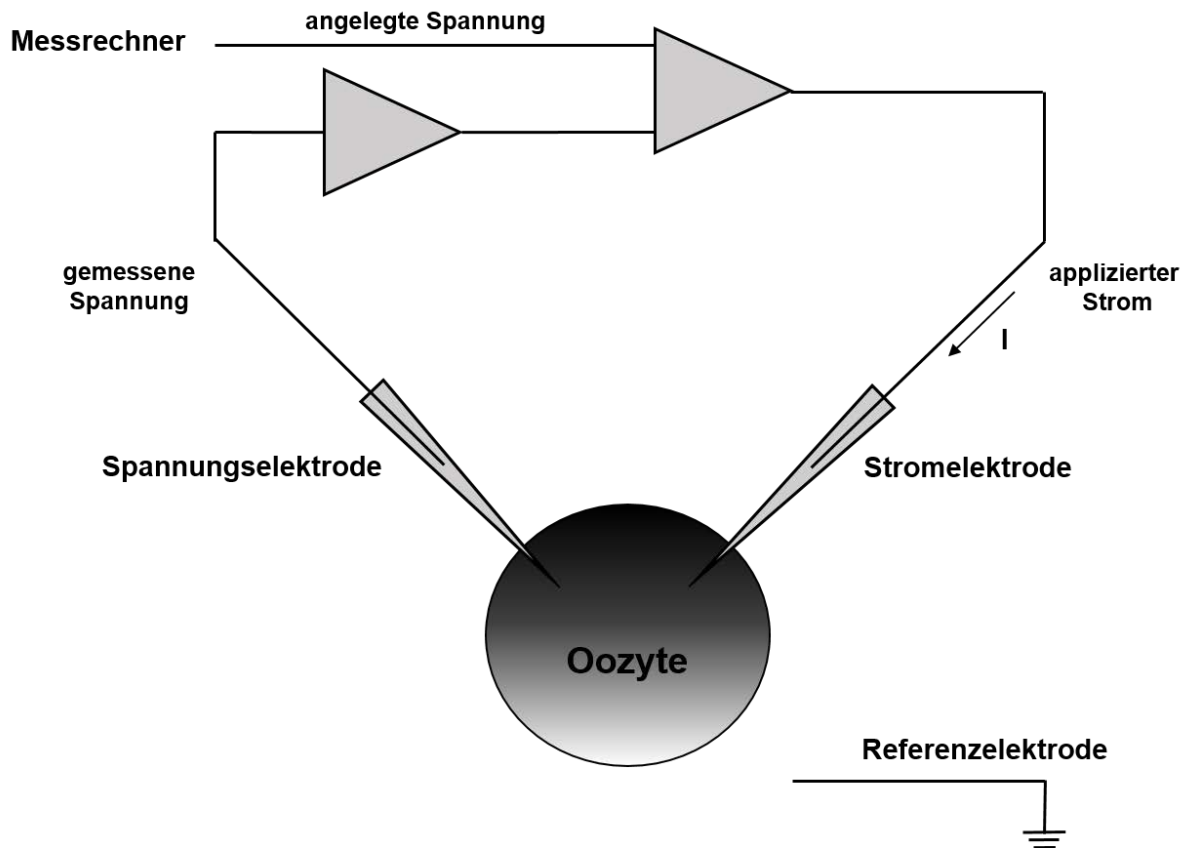 angelegte Spannung
Messrechner
gemessene
Spannung
applizierter
Strom
I
Spannungselektrode
Stromelektrode
Oozyte
Referenzelektrode